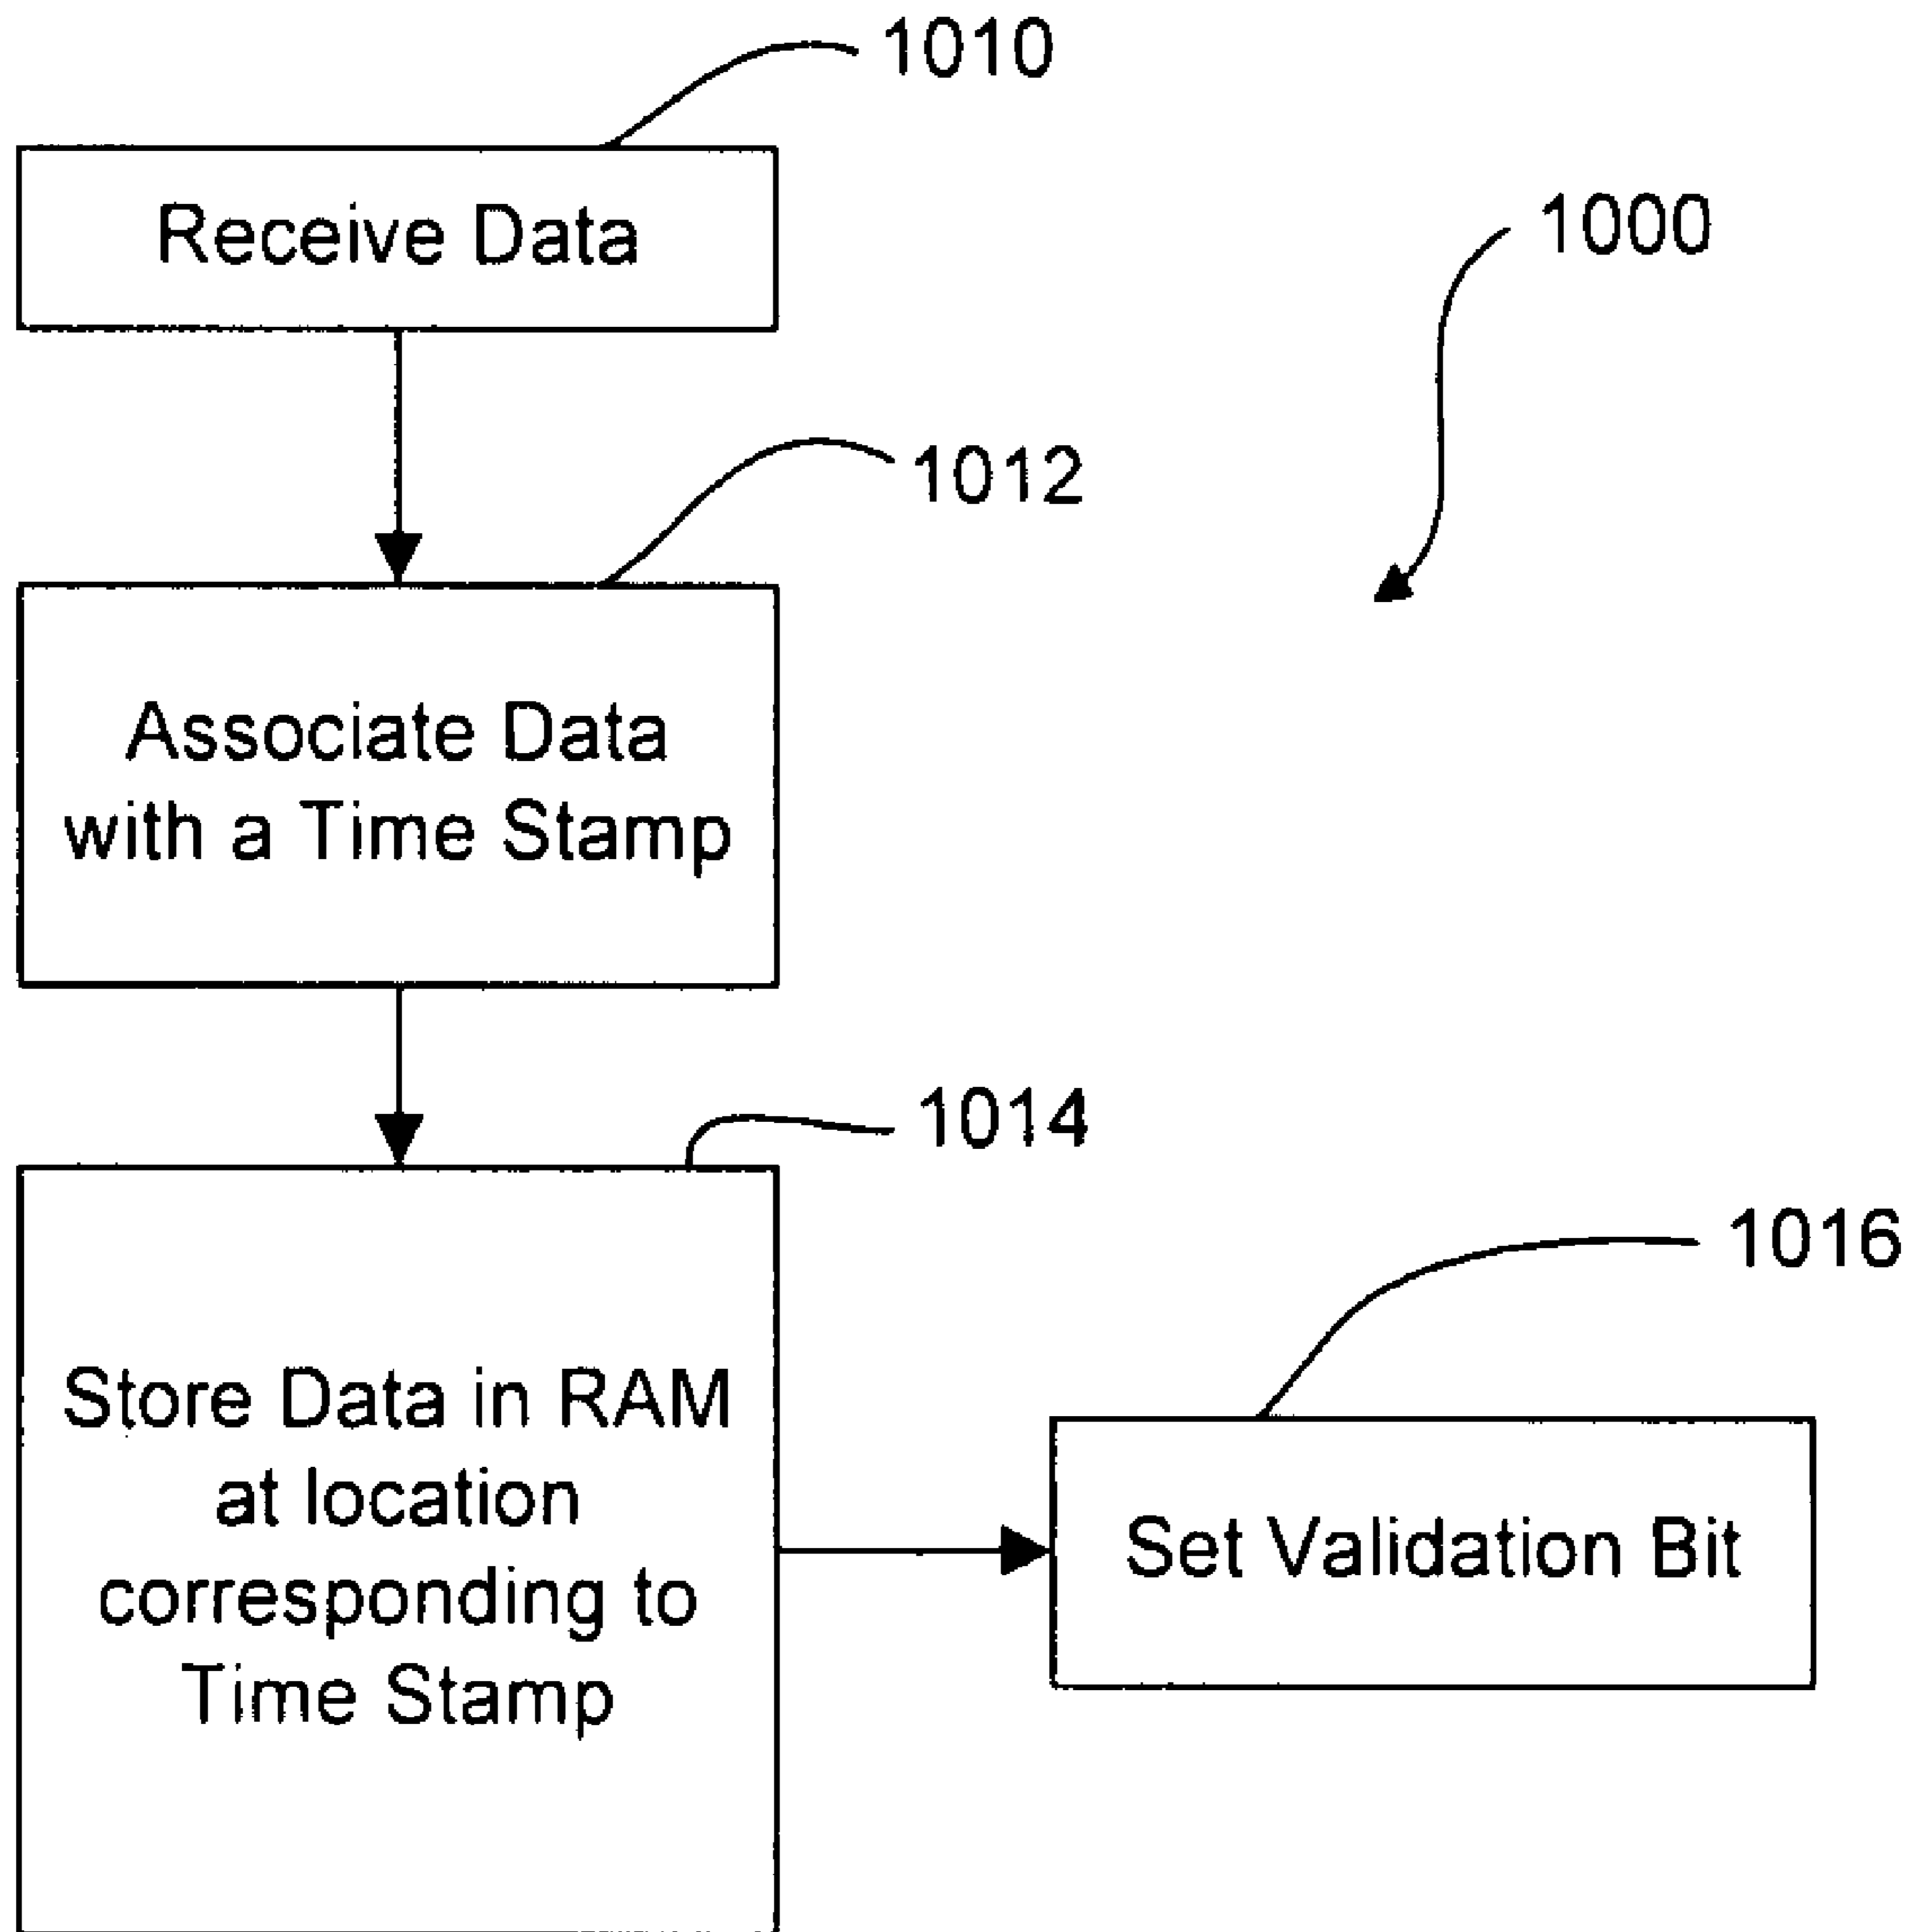 1010
Receive Data
1000
1012
Associate Data
with a Time Stamp
1014
Store Data in RAM
at location
corresponding to
Time Stamp
1016
Set Validation Bit